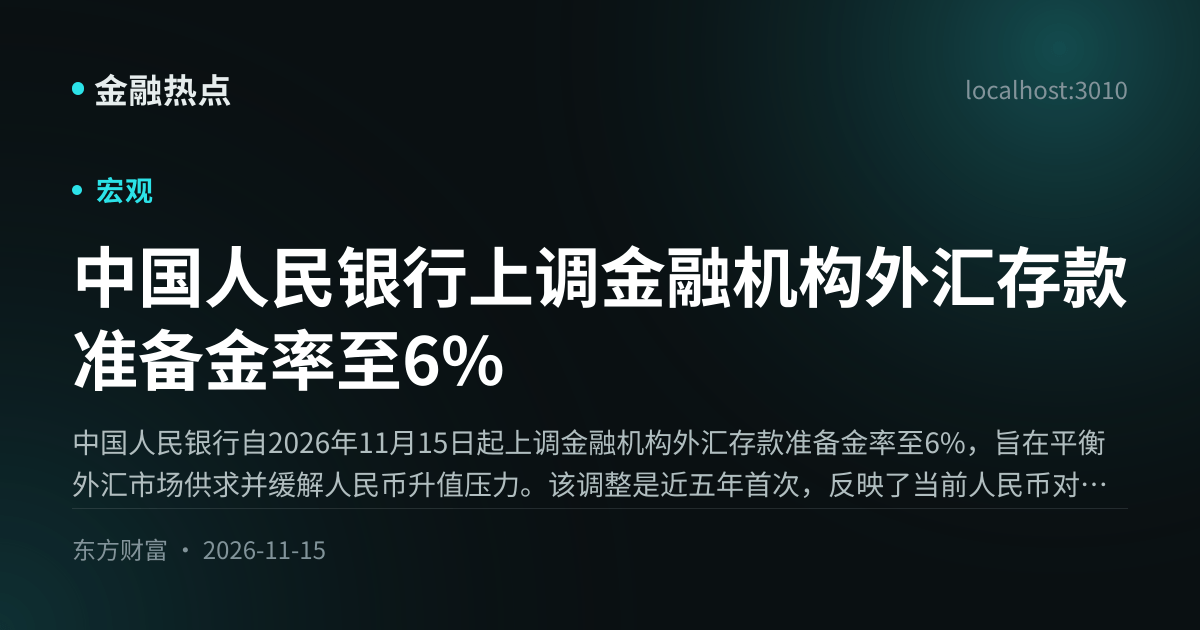 金融热点
localhost:3010
宏观
中国人民银行上调金融机构外汇存款
准备金率至6%
中国人民银行自2026年11月15日起上调金融机构外汇存款准备金率至6%，旨在平衡
外汇市场供求并缓解人民币升值压力。该调整是近五年首次，反映了当前人民币对…
东方财富 • 2026-11-15